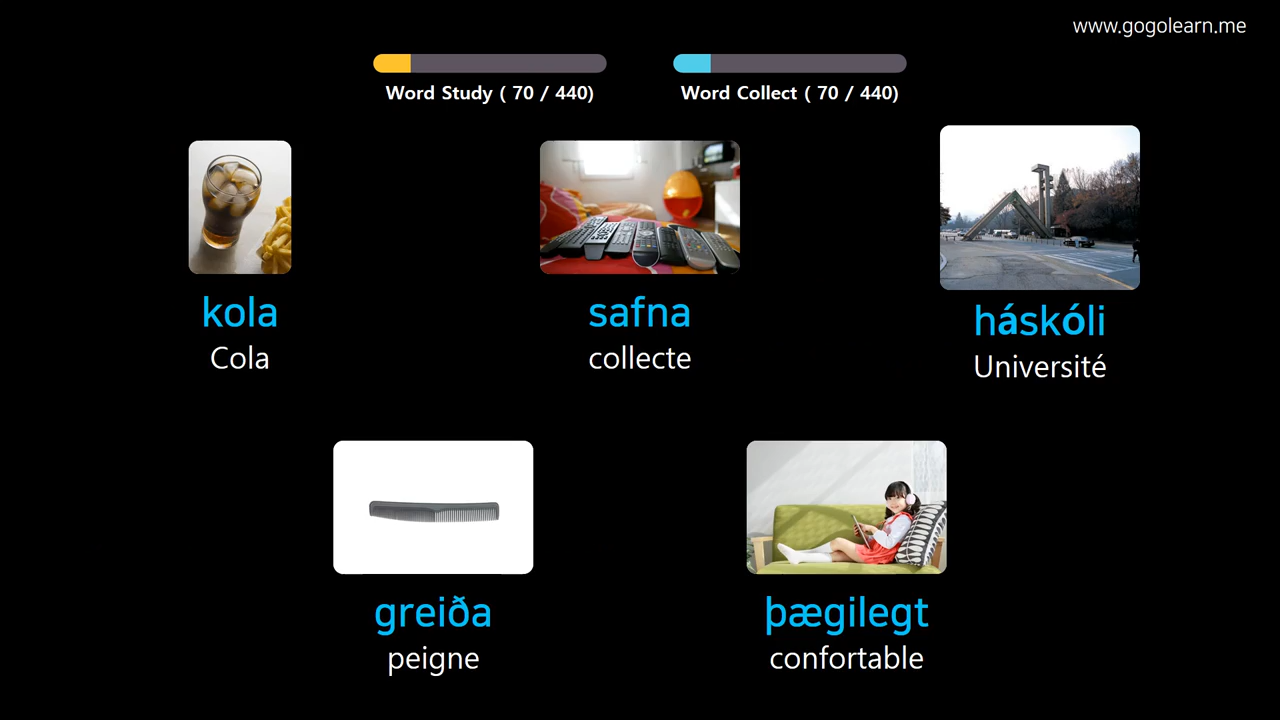 www.gogolearn.me
Word Study ( 70 / 440)
Word Collect ( 70 / 440)
kola
Cola
safna
collecte
háskóli
Université
greiða
peigne
þægilegt
confortable